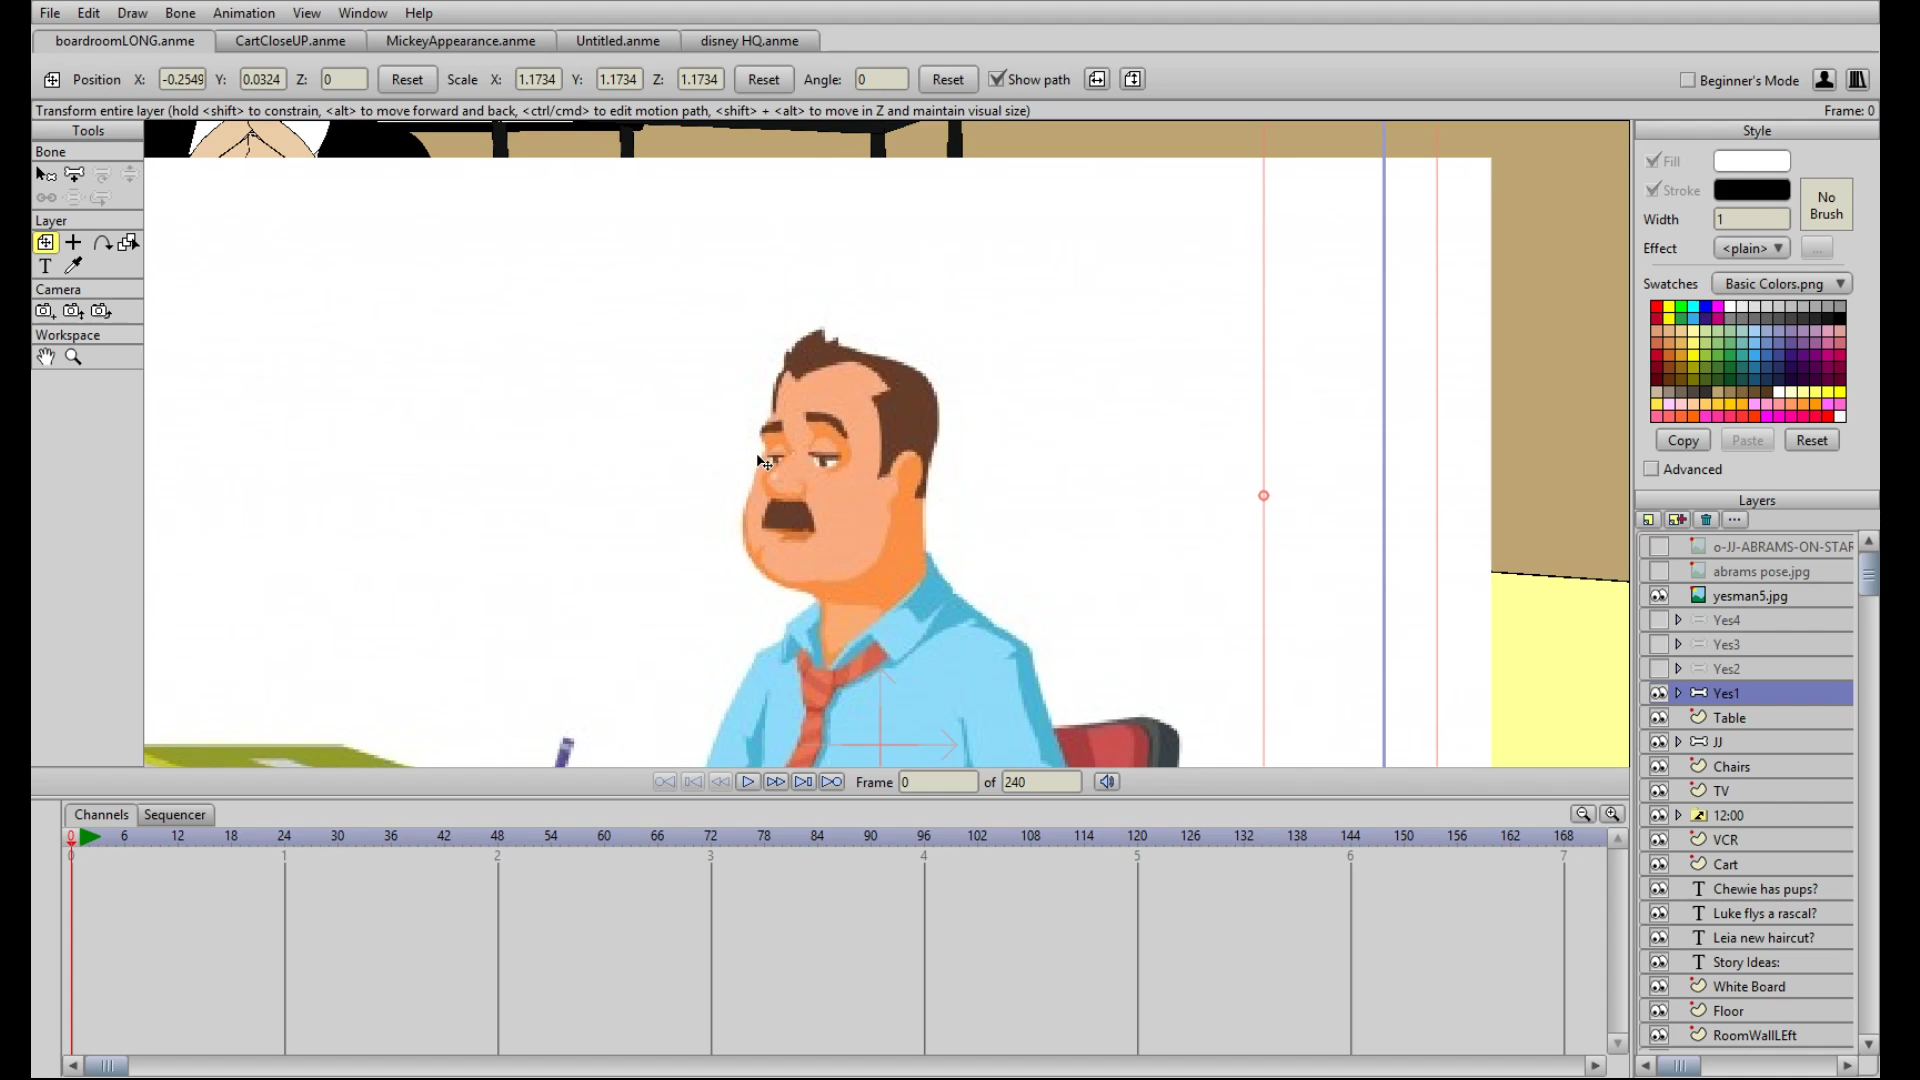 File Edit Draw Bone Animation View Window Help
boardroomLONG.anme CartCloseUP.anme MickeyAppearance.anme Untitled.anme disney HQ.anme
Position X: -0.2549 Y: 0.0324 Z: 0 Reset Scale X: 1.1734 Y: 1.1734 Z: 1.1734 Reset Angle: 0 Reset Show path Beginner's Mode
Transform entire layer (hold <shift> to constrain, <alt> to move forward and back, <ctrl/cmd> to edit motion path, <shift> + <alt> to move in Z and maintain visual size) Frame: 0
Tools
Bone
Layer
T
Camera
Workspace
Style
Fill
Stroke
No Brush
Width 1
Effect <plain> ...
Swatches Basic Colors.png
Copy Paste Reset
Advanced
Layers
o-JJ-ABRAMS-ON-STAR
abrams pose.jpg
yesman5.jpg
Yes4
Yes3
Yes2
Yes1
Table
JJ
Chairs
TV
12:00
VCR
Cart
T Chewie has pups?
T Luke flys a rascal?
T Leia new haircut?
T Story Ideas:
White Board
Floor
RoomWallLEft
Frame 0 of 240
Channels Sequencer
0 6 12 18 24 30 36 42 48 54 60 66 72 78 84 90 96 102 108 114 120 126 132 138 144 150 156 162 168
0 1 2 3 4 5 6 7